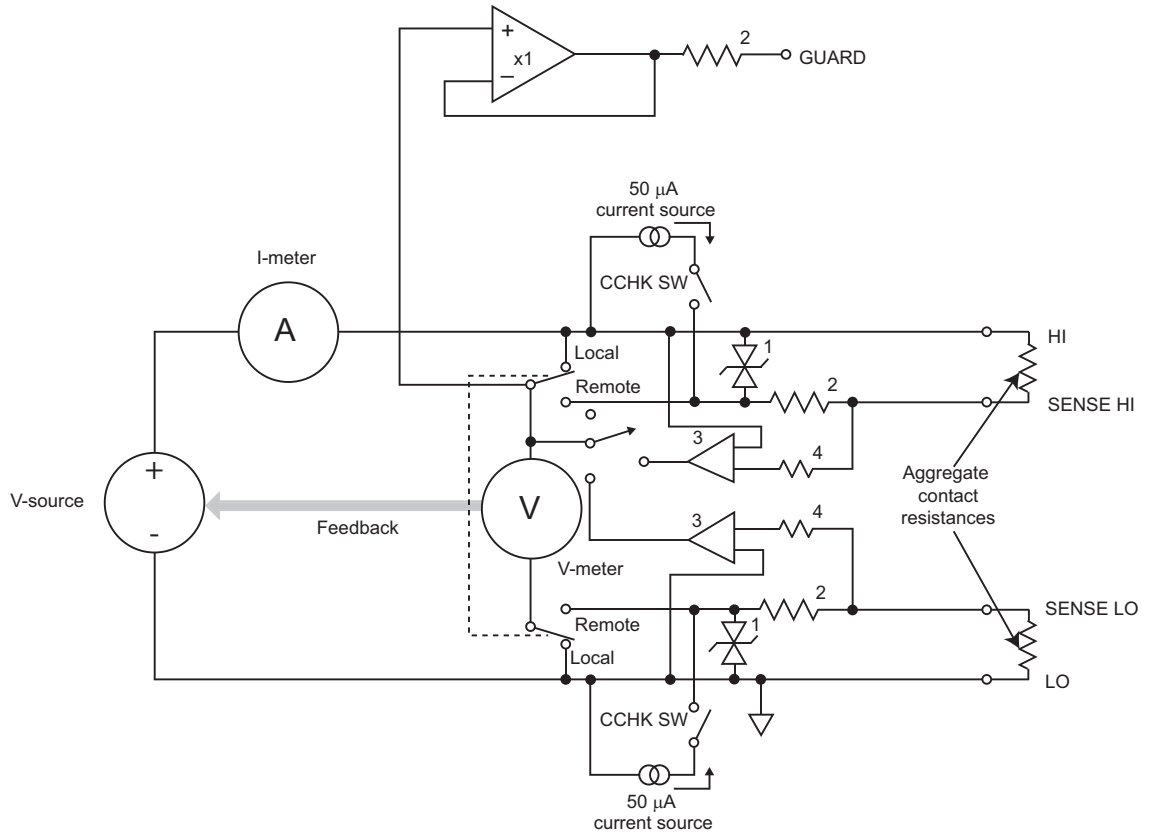 2
+
x1
–
GUARD
50 μA
current source
I-meter
CCHK SW
A
HI
Local
1
Remote
2
SENSE HI
3
4
+
Aggregate
contact
resistances
V-source
V
Feedback
3
4
-
V-meter
2
SENSE LO
Remote
1
Local
LO
CCHK SW
50 μA
current source